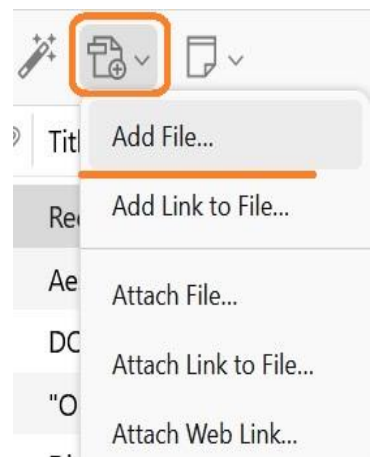 Add File...
Add Link to File...
Attach File...
Attach Link to File...
Attach Web Link...
Titl
Re
Ae
DC
"O